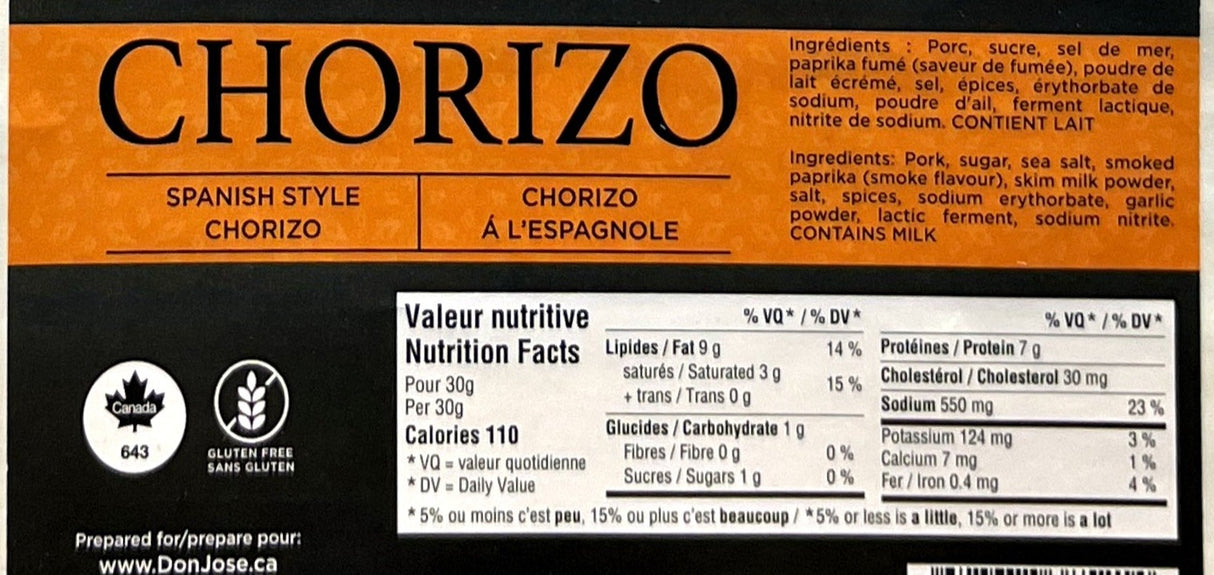 CHORIZO
SPANISH STYLE
CHORIZO
CHORIZO
Á L'ESPAGNOLE
Ingrédients : Porc, sucre, sel de mer,
paprika fumé (saveur de fumée), poudre de
lait écrémé, sel, épices, érythorbate de
sodium, poudre d'ail, ferment lactique,
nitrite de sodium. CONTIENT LAIT
Ingredients: Pork, sugar, sea salt, smoked
paprika (smoke flavour), skim milk powder,
salt, spices, sodium erythorbate, garlic
powder, lactic ferment, sodium nitrite.
CONTAINS MILK
Canada
643
GLUTEN FREE
SANS GLUTEN
Prepared for/prepare pour:
www.DonJose.ca
Valeur nutritive
Nutrition Facts
Pour 30g
Per 30g
Calories 110
* VQ = valeur quotidienne
* DV = Daily Value
% VQ* / % DV*
Lipides / Fat 9 g 14 %
saturés / Saturated 3 g
+ trans / Trans 0 g 15 %
Glucides / Carbohydrate 1 g
Fibres / Fibre 0 g 0 %
Sucres / Sugars 1 g 0 %
% VQ* / % DV*
Protéines / Protein 7 g
Cholestérol / Cholesterol 30 mg
Sodium 550 mg 23 %
Potassium 124 mg 3 %
Calcium 7 mg 1 %
Fer / Iron 0.4 mg 4 %
* 5% ou moins c'est peu, 15% ou plus c'est beaucoup / *5% or less is a little, 15% or more is a lot